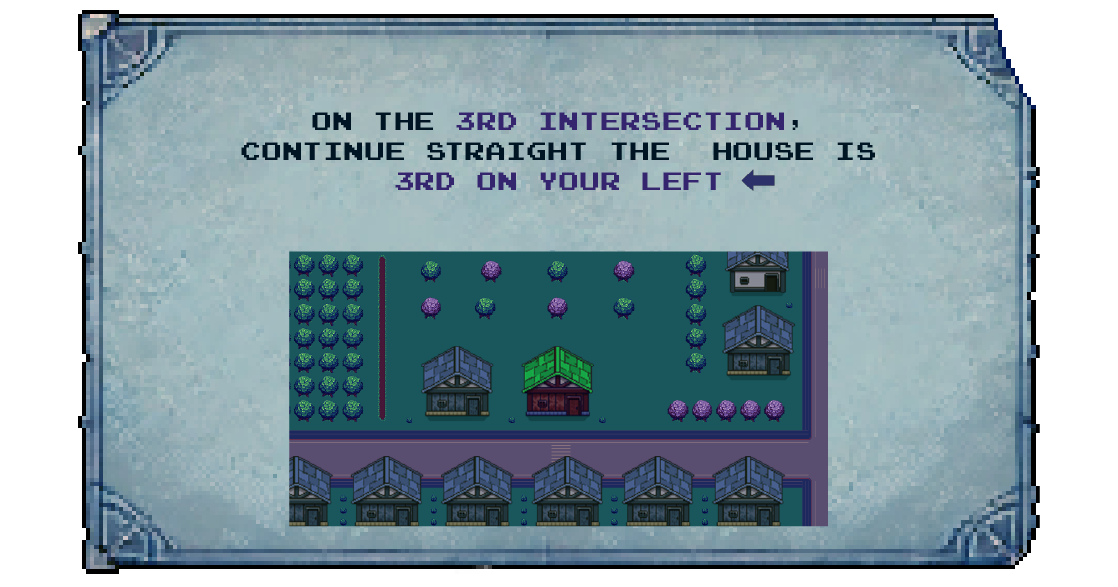 ON THE 3RD INTERSECTION,
CONTINUE STRAIGHT THE HOUSE IS
3RD ON YOUR LEFT